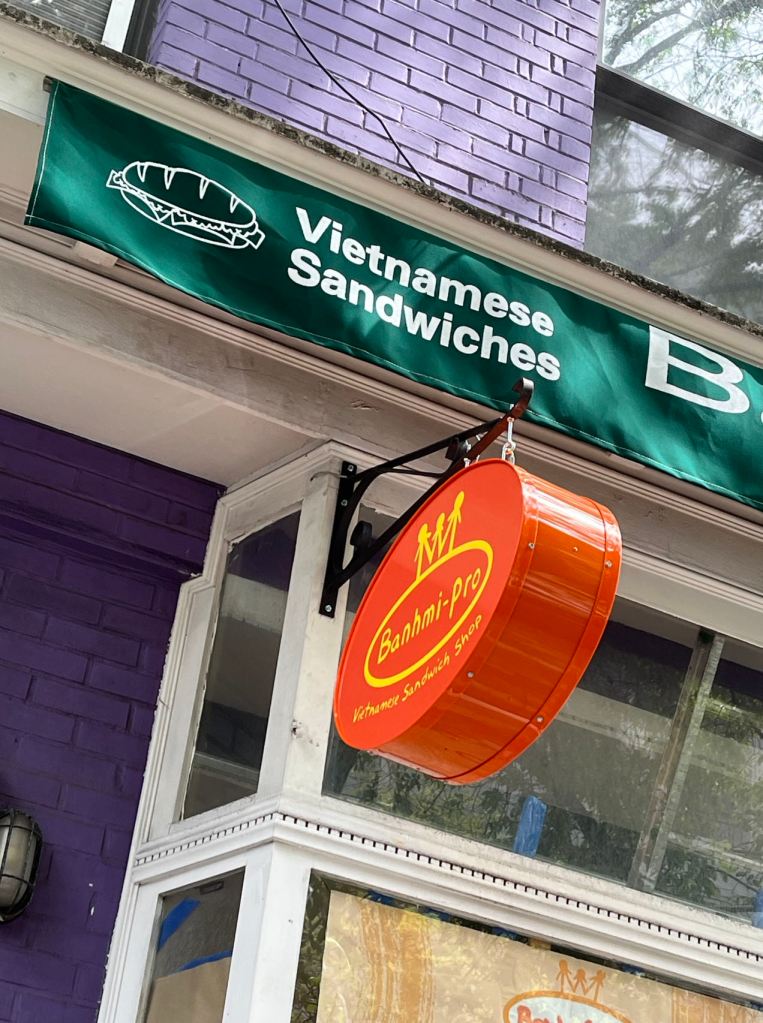 Vietnamese
Sandwiches
Banhmi-pro
Vietnamese Sandwich Shop